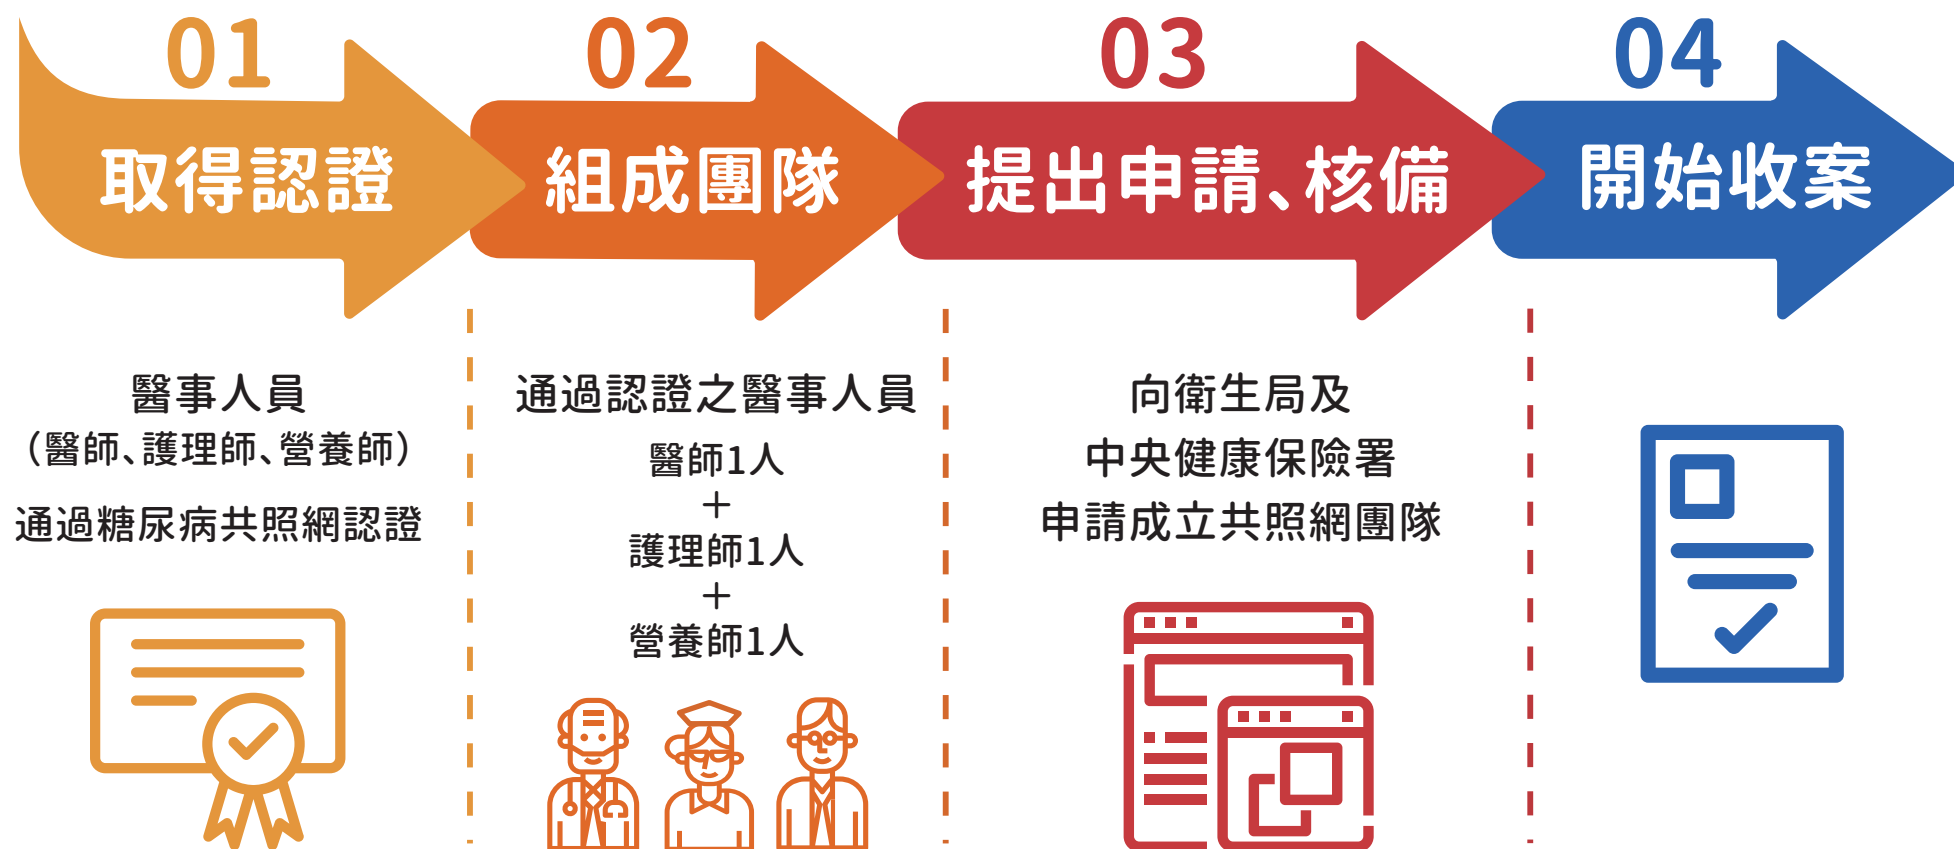 01
取得認證
醫事人員
（醫師、護理師、營養師）
通過糖尿病共照網認證
02
組成團隊
通過認證之醫事人員
醫師1人
＋
護理師1人
＋
營養師1人
03
提出申請、核備
向衛生局及
中央健康保險署
申請成立共照網團隊
04
開始收案